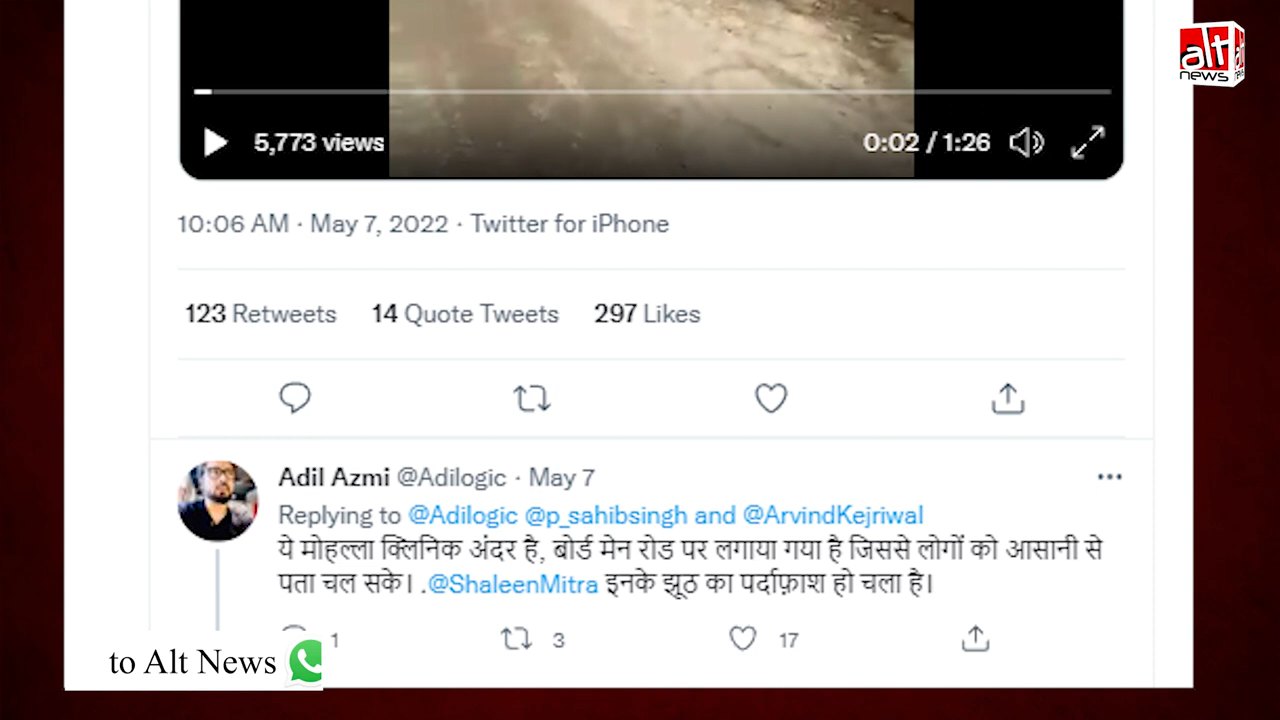 alt
news
5,773 views
0:02 / 1:26
10:06 AM · May 7, 2022 · Twitter for iPhone
123 Retweets 14 Quote Tweets 297 Likes
Adil Azmi @Adilogic · May 7
Replying to @Adilogic @p_sahibsingh and @ArvindKejriwal
ये मोहल्ला क्लिनिक अंदर है, बोर्ड मेन रोड पर लगाया गया है जिससे लोगों को आसानी से
पता चल सके। .@ShaleenMitra इनके झूठ का पर्दाफ़ाश हो चला है।
1 3 17
to Alt News